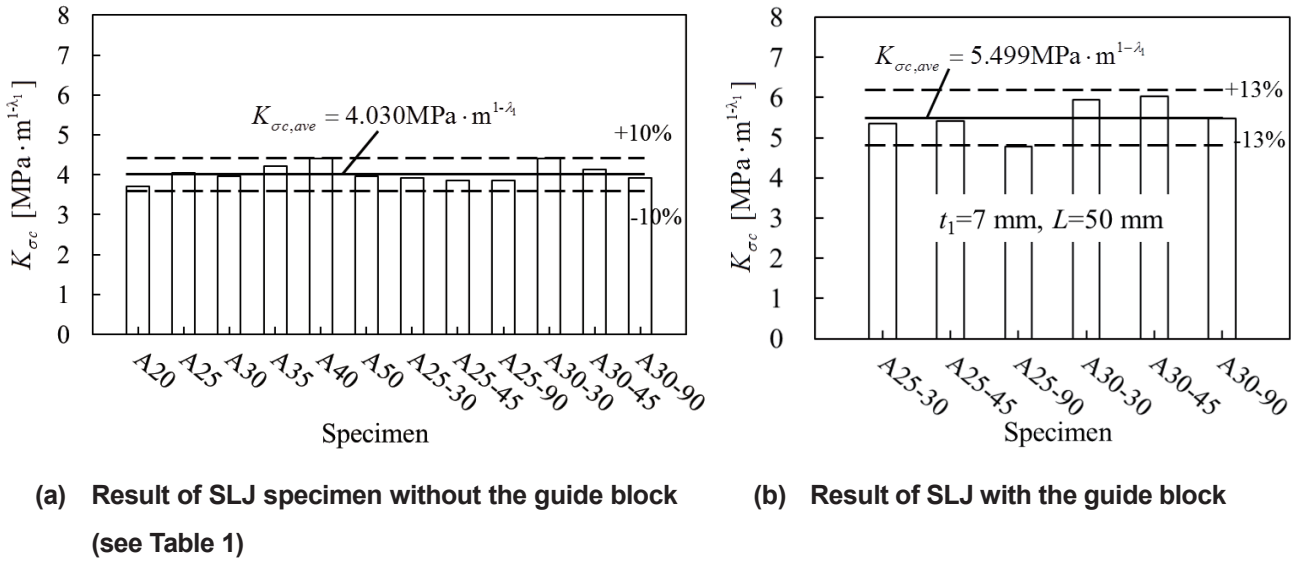 8
7
6
5
4
3
2
1
0
K_σc [MPa·m^{1-λ₁}]
K_{σc,ave} = 4.030MPa·m^{1-λ₁}
+10%
-10%
A20
A25
A30
A35
A40
A50
A25-30
A25-45
A25-90
A30-30
A30-45
A30-90
Specimen
(a) Result of SLJ specimen without the guide block
(see Table 1)
8
7
6
5
4
3
2
1
0
K_σc [MPa·m^{1-λ₁}]
K_{σc,ave} = 5.499MPa·m^{1-λ₁}
+13%
-13%
t₁=7 mm, L=50 mm
A25-30
A25-45
A25-90
A30-30
A30-45
A30-90
Specimen
(b) Result of SLJ with the guide block